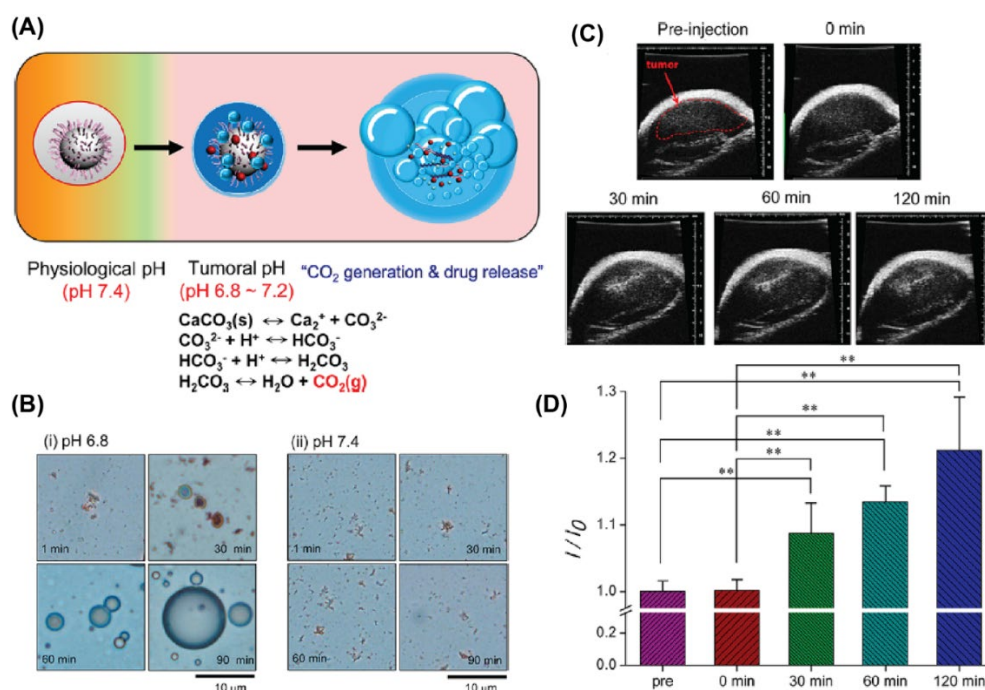 (A)
Physiological pH
(pH 7.4)
Tumoral pH
(pH 6.8 ~ 7.2)
“CO₂ generation & drug release”
CaCO₃(s) ↔ Ca₂⁺ + CO₃²⁻
CO₃²⁻ + H⁺ ↔ HCO₃⁻
HCO₃⁻ + H⁺ ↔ H₂CO₃
H₂CO₃ ↔ H₂O + CO₂(g)
(B)
(i) pH 6.8
1 min
30 min
60 min
90 min
10 μm
(ii) pH 7.4
1 min
30 min
60 min
90 min
10 μm
(C)
Pre-injection
0 min
tumor
30 min
60 min
120 min
(D)
I / I₀
1.3
1.2
1.1
1.0
0.2
0.0
**
**
**
**
**
**
pre
0 min
30 min
60 min
120 min